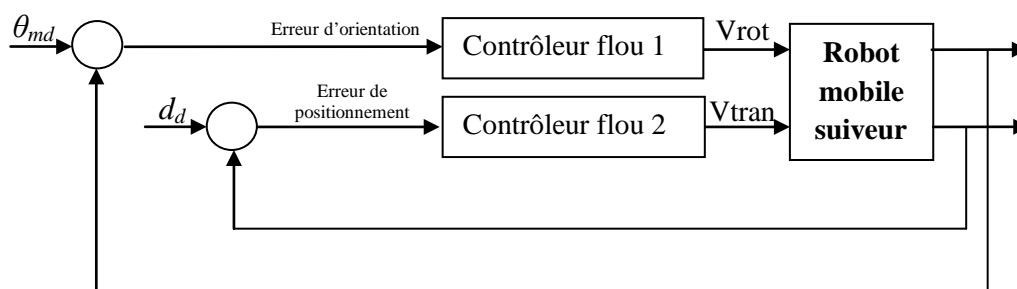 θmd
Erreur d'orientation
Contrôleur flou 1
Vrot
Robot
mobile
suiveur
dd
Erreur de
positionnement
Contrôleur flou 2
Vtran